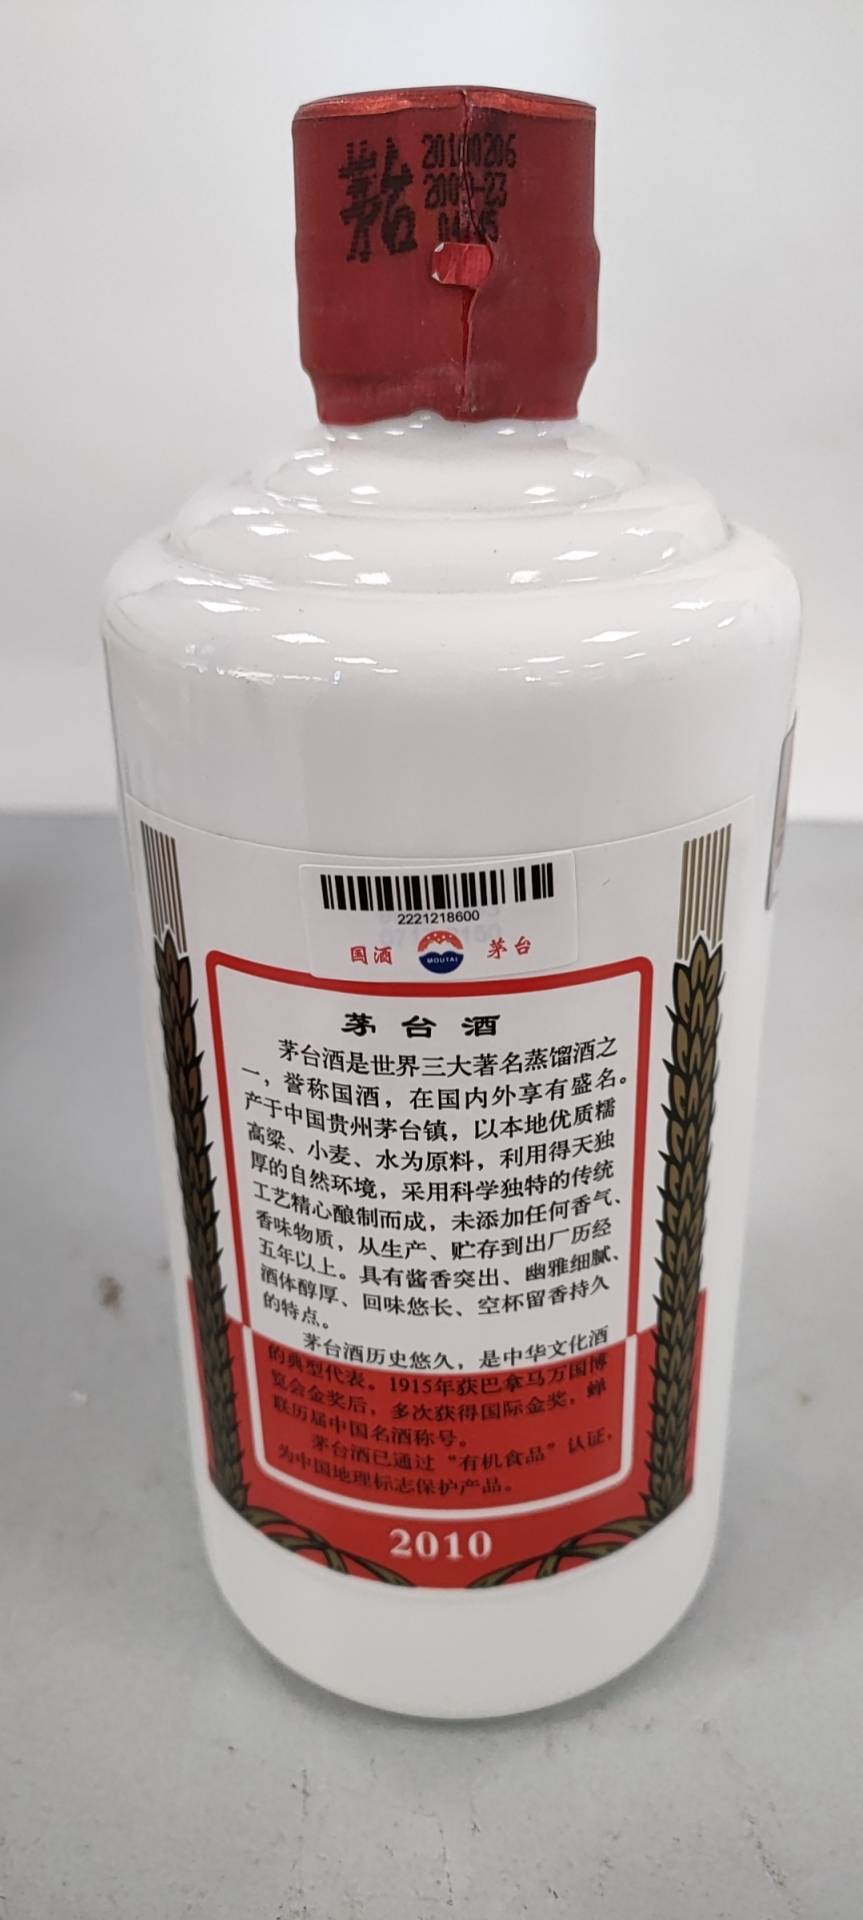 茅台
20100206
2009-23
2221218600
国酒
MOUTAI
茅台
茅台酒
茅台酒是世界三大著名蒸馏酒之
一，誉称国酒，在国内外享有盛名。
产于中国贵州茅台镇，以本地优质糯
高粱、小麦、水为原料，利用得天独
厚的自然环境，采用科学独特的传统
工艺精心酿制而成，未添加任何香气、
香味物质，从生产、贮存到出厂历经
五年以上。具有酱香突出、幽雅细腻、
酒体醇厚、回味悠长、空杯留香持久
的特点。
茅台酒历史悠久，是中华文化酒
的典型代表。1915年获巴拿马万国博
览会金奖后，多次获得国际金奖，蝉
联历届中国名酒称号。
茅台酒已通过“有机食品”认证，
为中国地理标志保护产品。
2010